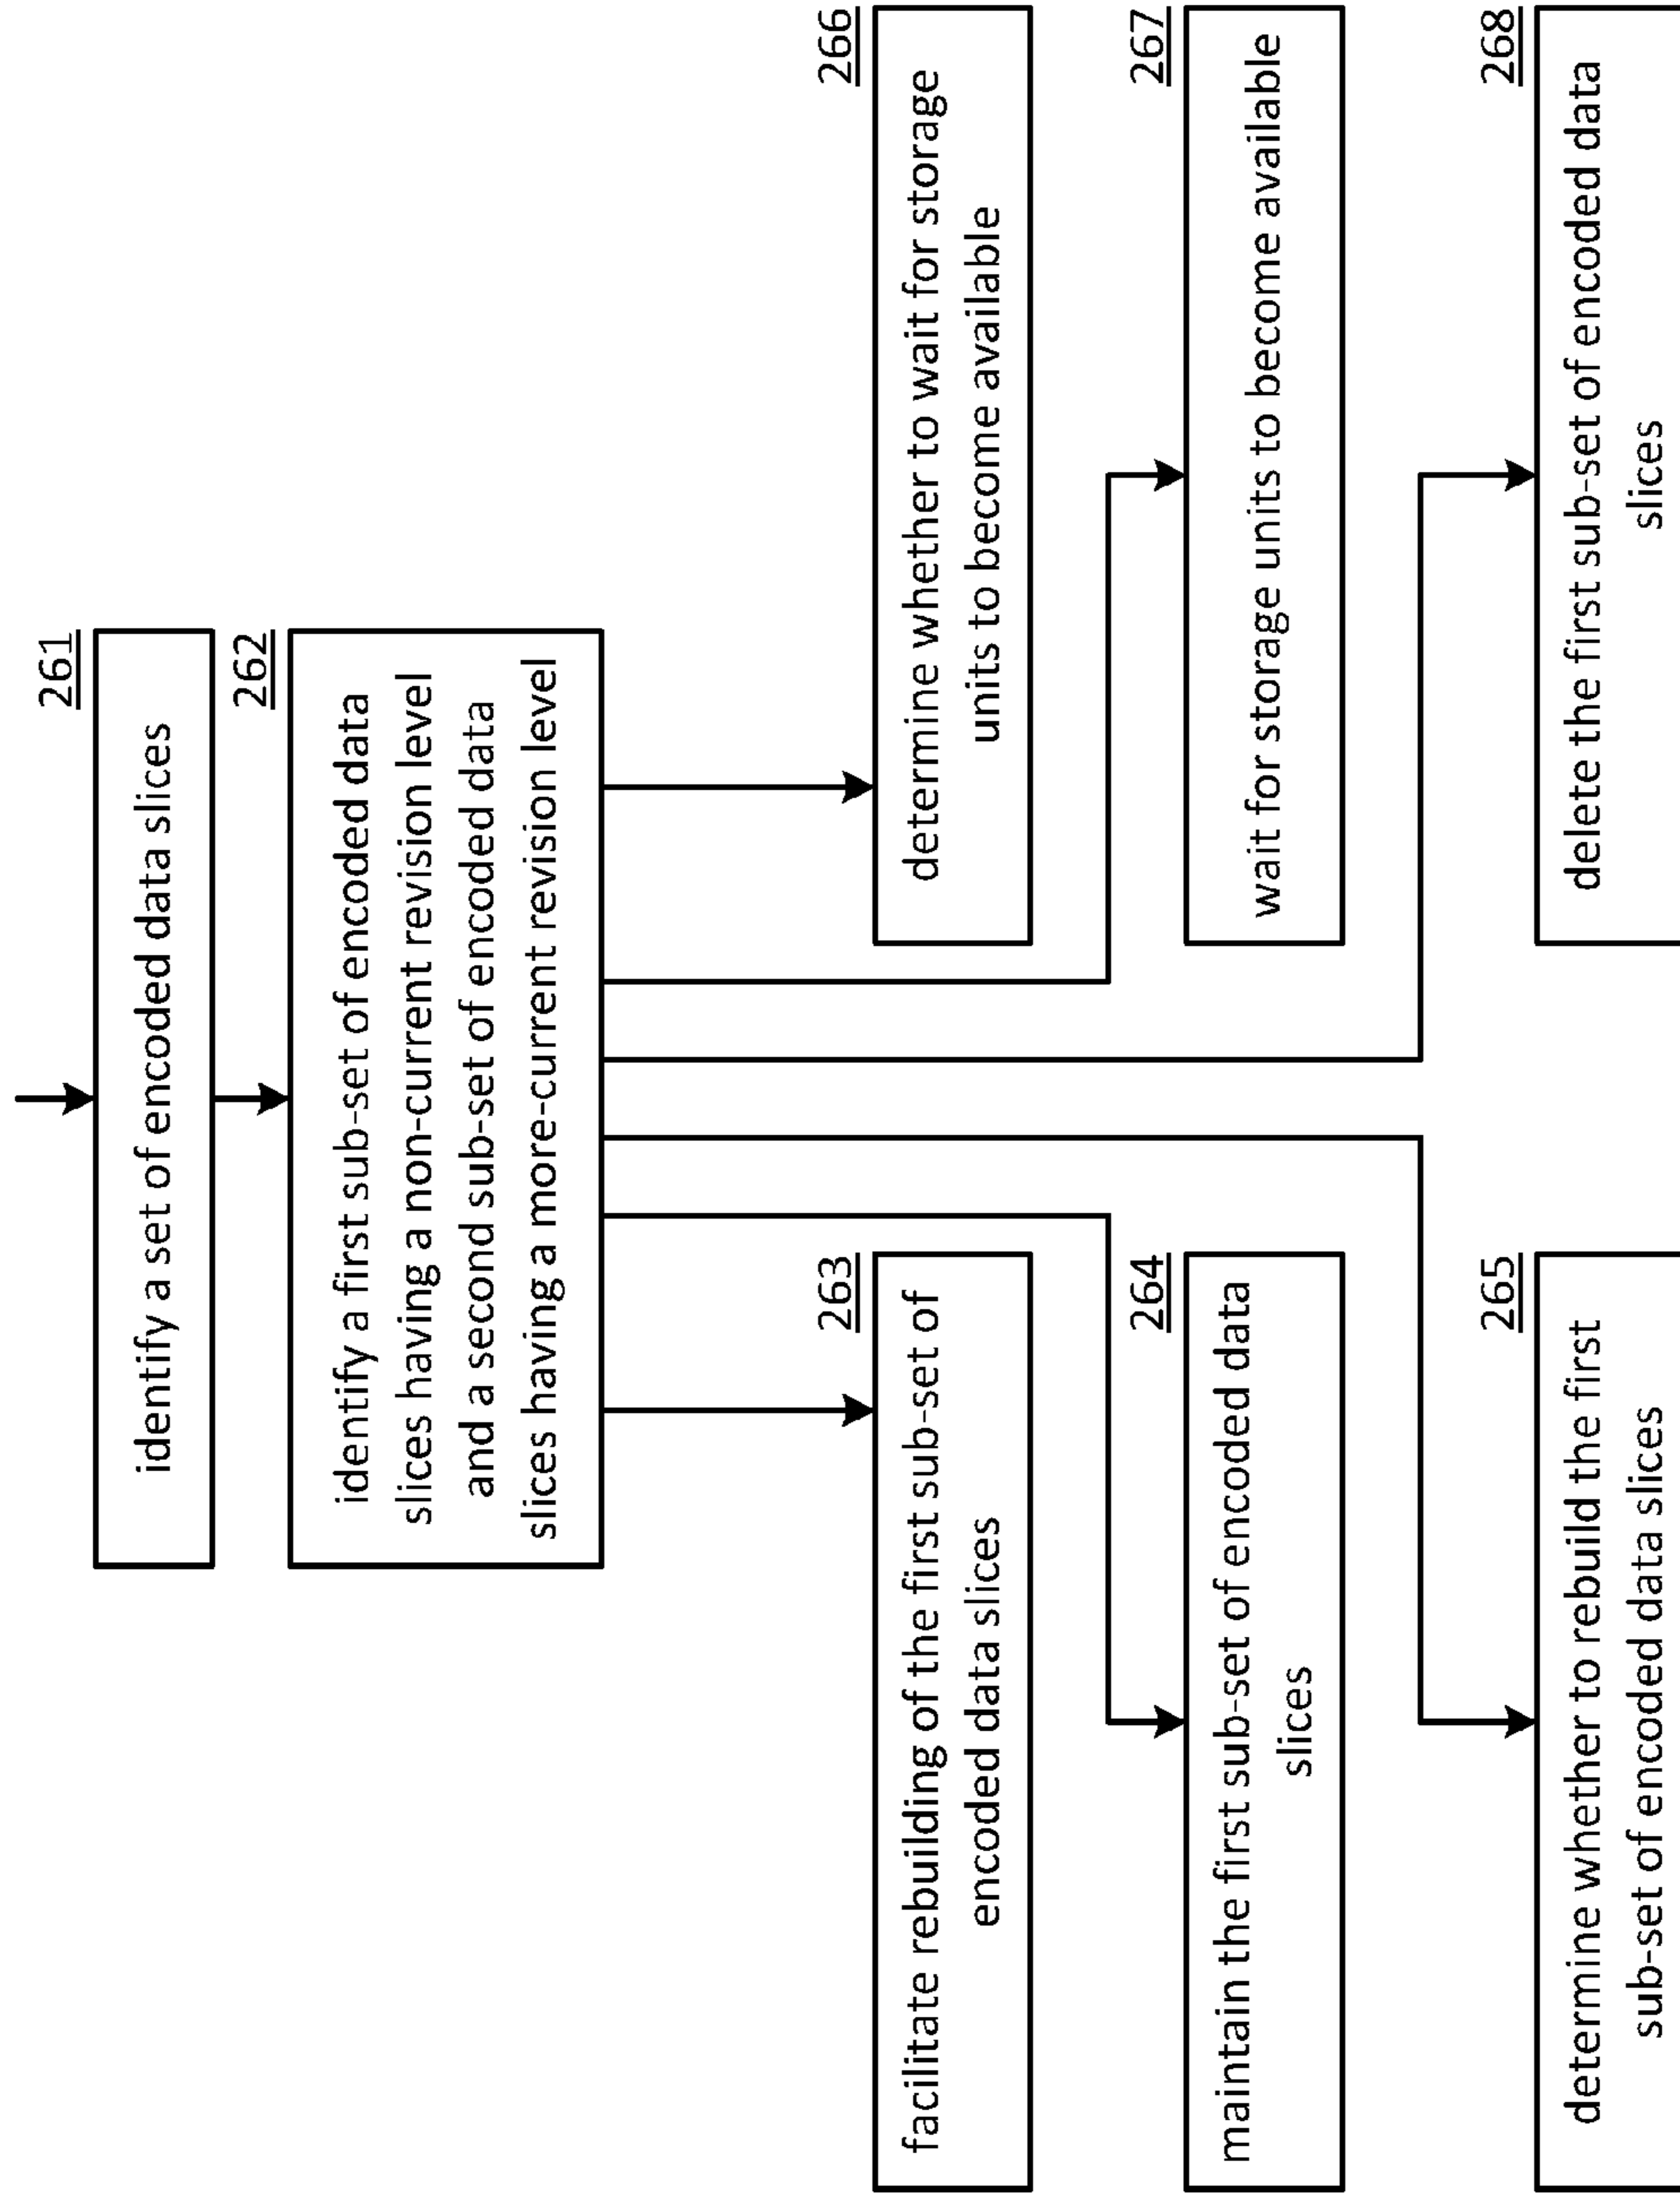 261
identify a set of encoded data slices
262
identify a first sub-set of encoded data
slices having a non-current revision level
and a second sub-set of encoded data
slices having a more-current revision level
263
facilitate rebuilding of the first sub-set of
encoded data slices
264
maintain the first sub-set of encoded data
slices
265
determine whether to rebuild the first
sub-set of encoded data slices
266
determine whether to wait for storage
units to become available
267
wait for storage units to become available
268
delete the first sub-set of encoded data
slices